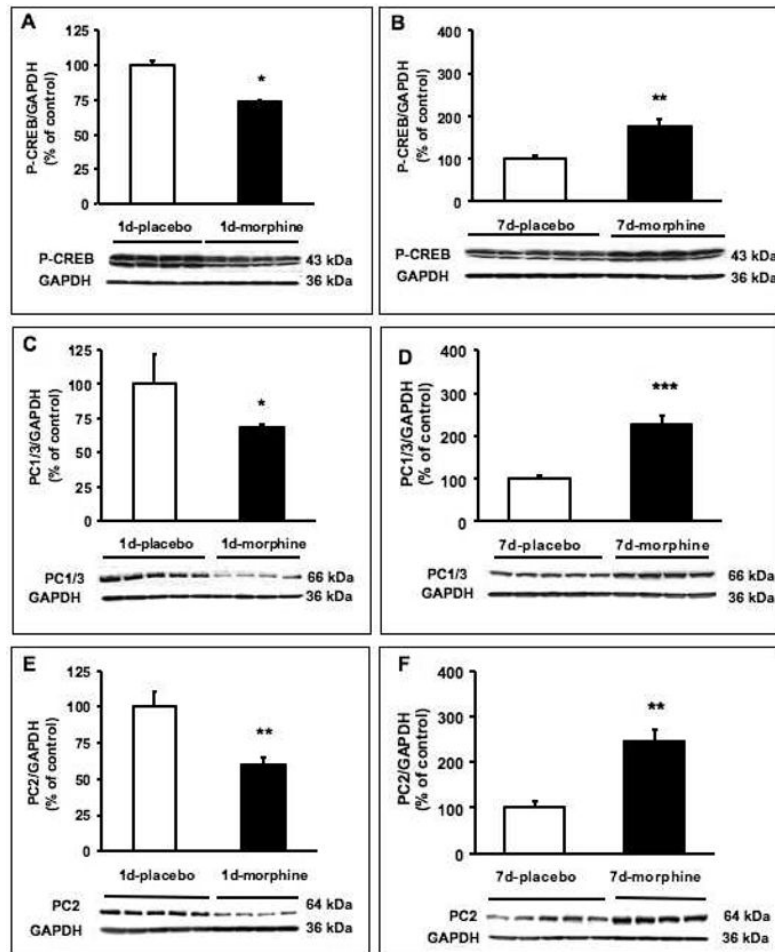 A
P-CREB/GAPDH
(% of control)
125
100
75
50
25
0
*
1d-placebo 1d-morphine
P-CREB 43 kDa
GAPDH 36 kDa
B
P-CREB/GAPDH
(% of control)
400
300
200
100
0
**
7d-placebo 7d-morphine
P-CREB 43 kDa
GAPDH 36 kDa
C
PC1/3/GAPDH
(% of control)
125
100
75
50
25
0
*
1d-placebo 1d-morphine
PC1/3 66 kDa
GAPDH 36 kDa
D
PC1/3/GAPDH
(% of control)
400
300
200
100
0
***
7d-placebo 7d-morphine
PC1/3 66 kDa
GAPDH 36 kDa
E
PC2/GAPDH
(% of control)
125
100
75
50
25
0
**
1d-placebo 1d-morphine
PC2 64 kDa
GAPDH 36 kDa
F
PC2/GAPDH
(% of control)
400
300
200
100
0
**
7d-placebo 7d-morphine
PC2 64 kDa
GAPDH 36 kDa